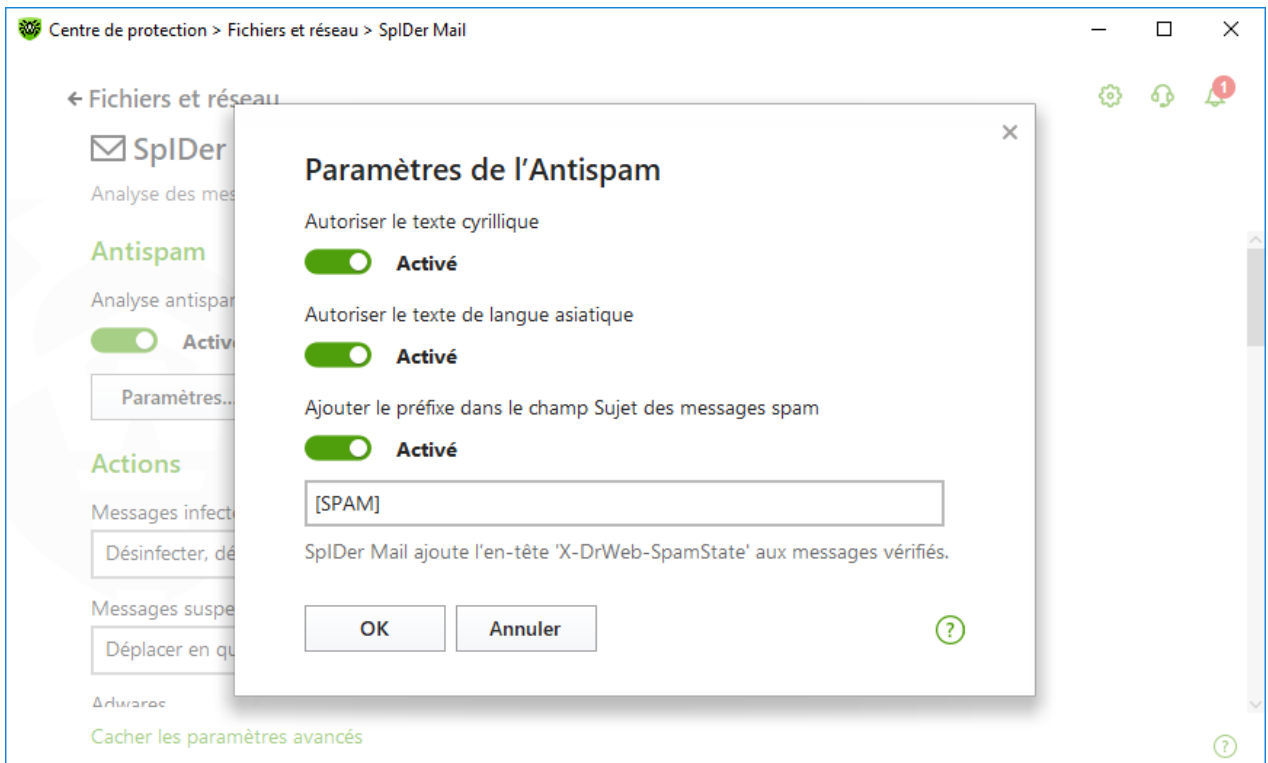 Centre de protection > Fichiers et réseau > SpIDer Mail
← Fichiers et réseau
1
SpIDer
Analyse des mes
Antispam
Analyse antispam
Activé
Paramètres...
Actions
Messages infect
Désinfecter, dé
Messages suspe
Déplacer en qu
Adwares
Cacher les paramètres avancés
?
Paramètres de l’Antispam
Autoriser le texte cyrillique
Activé
Autoriser le texte de langue asiatique
Activé
Ajouter le préfixe dans le champ Sujet des messages spam
Activé
[SPAM]
SpIDer Mail ajoute l'en-tête 'X-DrWeb-SpamState' aux messages vérifiés.
OK Annuler
?